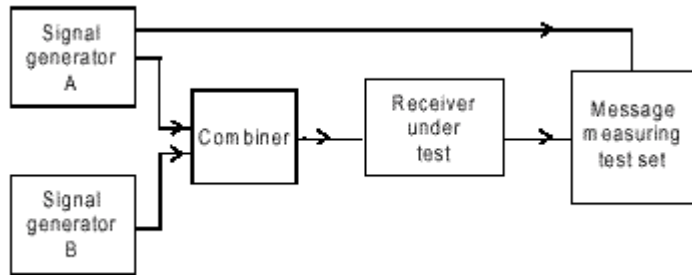 Signal
generator
A
Combiner
Receiver
under
test
Message
measuring
test set
Signal
generator
B